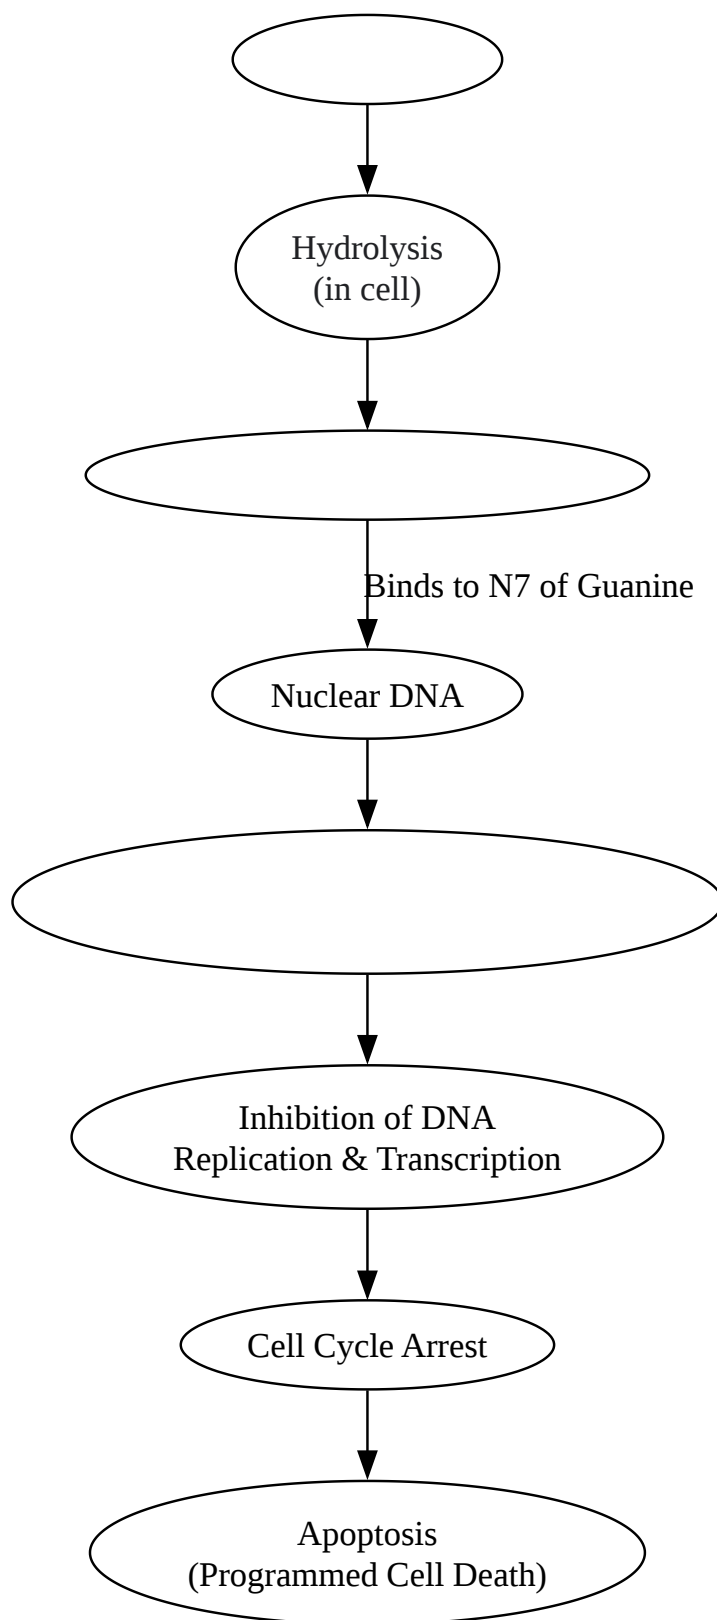 Hydrolysis
(in cell)
Binds to N7 of Guanine
Nuclear DNA
Inhibition of DNA
Replication & Transcription
Cell Cycle Arrest
Apoptosis
(Programmed Cell Death)